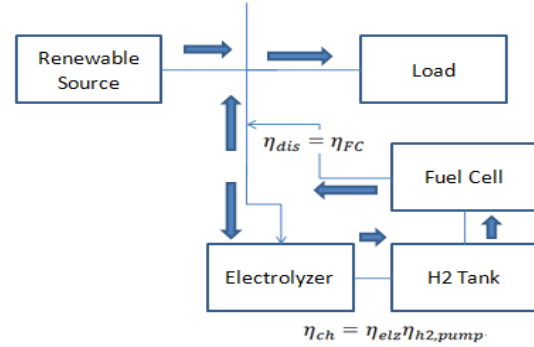 Renewable
Source
Load
η_dis = η_FC
Fuel Cell
Electrolyzer
H2 Tank
η_ch = η_elz η_h2,pump.